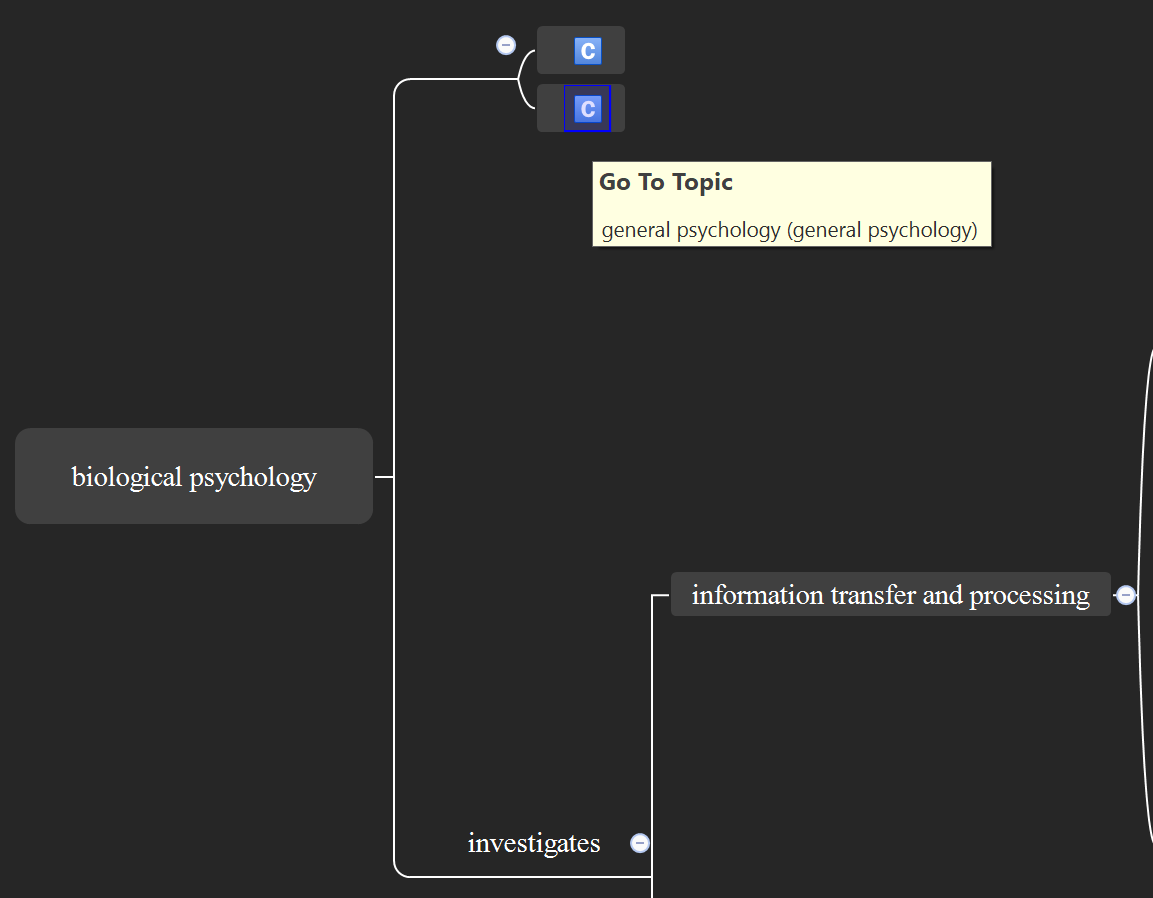 C
C
Go To Topic
general psychology (general psychology)
biological psychology
information transfer and processing
investigates